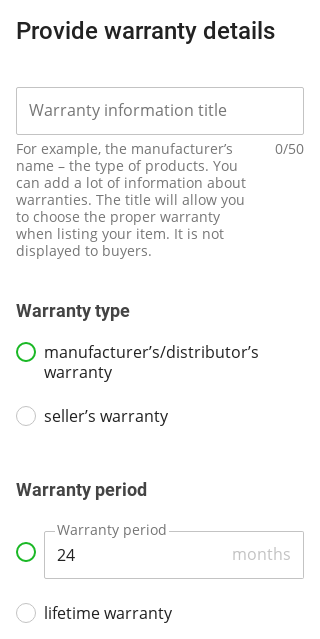 Provide warranty details
Warranty information title
For example, the manufacturer's 0/50
name – the type of products. You
can add a lot of information about
warranties. The title will allow you
to choose the proper warranty
when listing your item. It is not
displayed to buyers.
Warranty type
manufacturer's/distributor's
warranty
seller's warranty
Warranty period
Warranty period
24 months
lifetime warranty